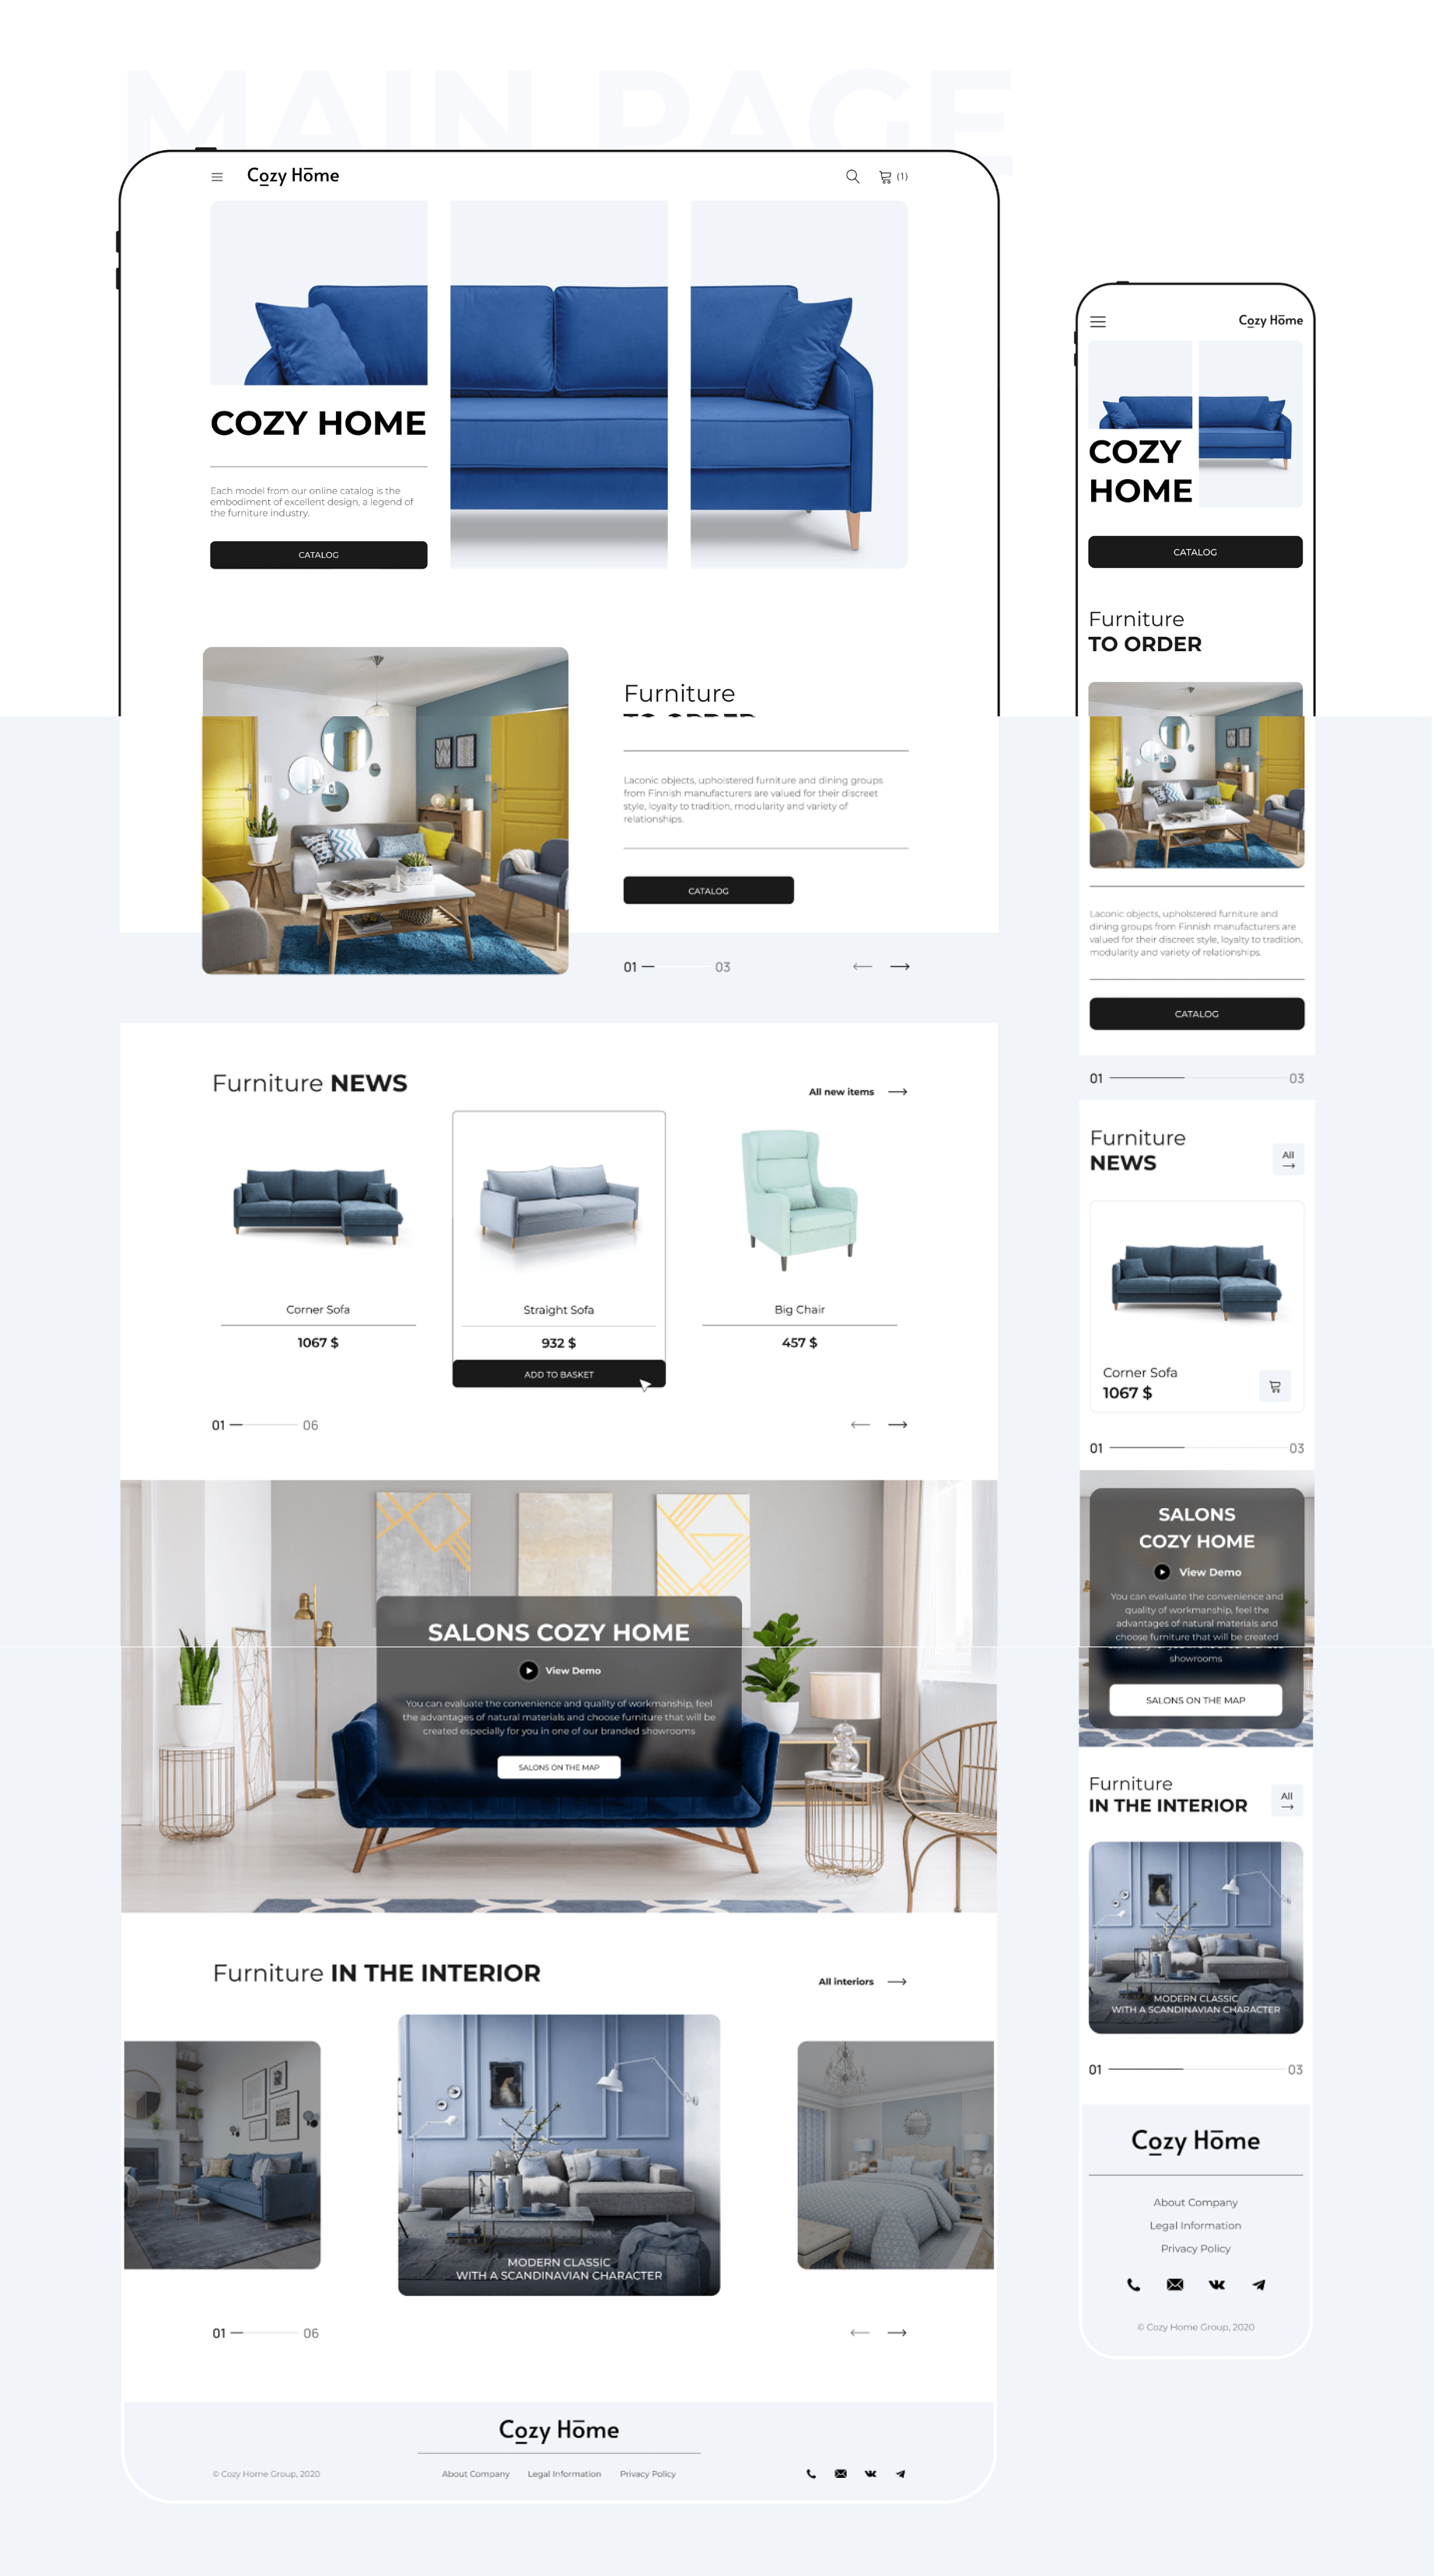 MAIN PAGE
Cozy Hōme
(1)
COZY HOME
Each model from our online catalog is the
embodiment of excellent design, a legend of
the furniture industry.
CATALOG
Furniture
TO ORDER
Laconic objects, upholstered furniture and dining groups
from Finnish manufacturers are valued for their discreet
style, loyalty to tradition, modularity and variety of
relationships.
CATALOG
01 03
Furniture NEWS
All new items
Corner Sofa
1067 $
Straight Sofa
932 $
ADD TO BASKET
Big Chair
457 $
01 06
SALONS COZY HOME
View Demo
You can evaluate the convenience and quality of workmanship, feel
the advantages of natural materials and choose furniture that will be
created especially for you in one of our branded showrooms
SALONS ON THE MAP
Furniture IN THE INTERIOR
All interiors
MODERN CLASSIC
WITH A SCANDINAVIAN CHARACTER
01 06
Cozy Hōme
© Cozy Home Group, 2020
About Company Legal Information Privacy Policy
Cozy Hōme
COZY
HOME
CATALOG
Furniture
TO ORDER
Laconic objects, upholstered furniture and
dining groups from Finnish manufacturers are
valued for their discreet style, loyalty to tradition,
modularity and variety of relationships.
CATALOG
01 03
Furniture
NEWS
All
Corner Sofa
1067 $
01 03
SALONS
COZY HOME
View Demo
You can evaluate the convenience and
quality of workmanship, feel the
advantages of natural materials and
choose furniture that will be created
showrooms
SALONS ON THE MAP
Furniture
IN THE INTERIOR
All
MODERN CLASSIC
WITH A SCANDINAVIAN CHARACTER
01 03
Cozy Hōme
About Company
Legal Information
Privacy Policy
© Cozy Home Group, 2020